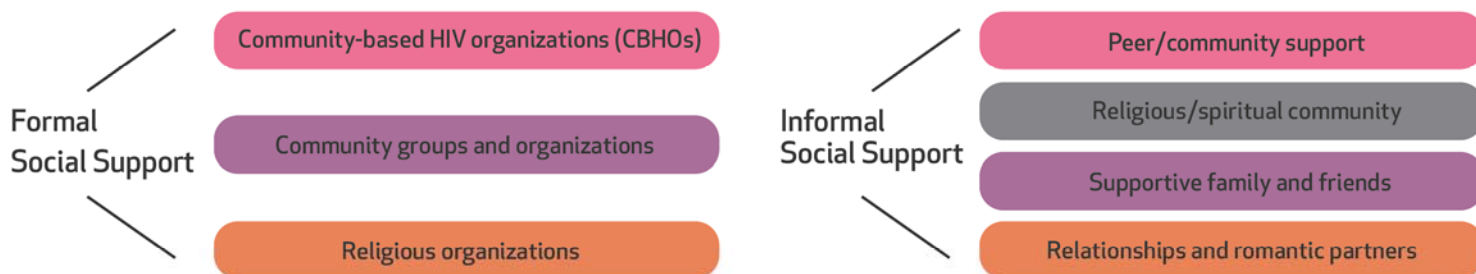 Formal
Social Support
Community-based HIV organizations (CBHOs)
Community groups and organizations
Religious organizations
Informal
Social Support
Peer/community support
Religious/spiritual community
Supportive family and friends
Relationships and romantic partners